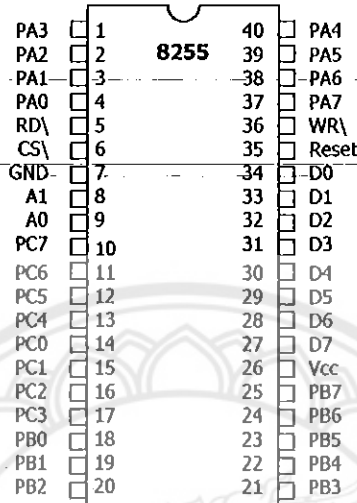 PA3 1 40 PA4
PA2 2 8255 39 PA5
PA1 3 38 PA6
PA0 4 37 PA7
RD\ 5 36 WR\
CS\ 6 35 Reset
GND 7 34 D0
A1 8 33 D1
A0 9 32 D2
PC7 10 31 D3
PC6 11 30 D4
PC5 12 29 D5
PC4 13 28 D6
PC0 14 27 D7
PC1 15 26 Vcc
PC2 16 25 PB7
PC3 17 24 PB6
PB0 18 23 PB5
PB1 19 22 PB4
PB2 20 21 PB3